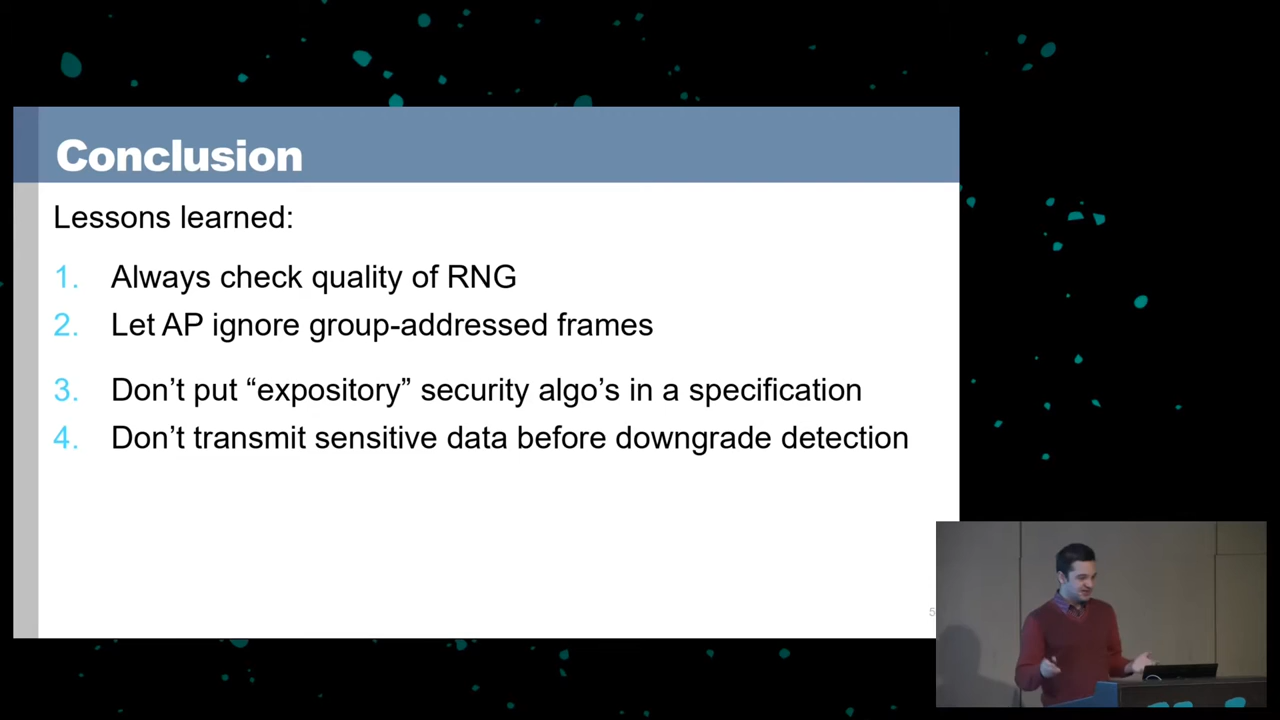 Conclusion
Lessons learned:
1. Always check quality of RNG
2. Let AP ignore group-addressed frames
3. Don’t put “expository” security algo’s in a specification
4. Don’t transmit sensitive data before downgrade detection
5